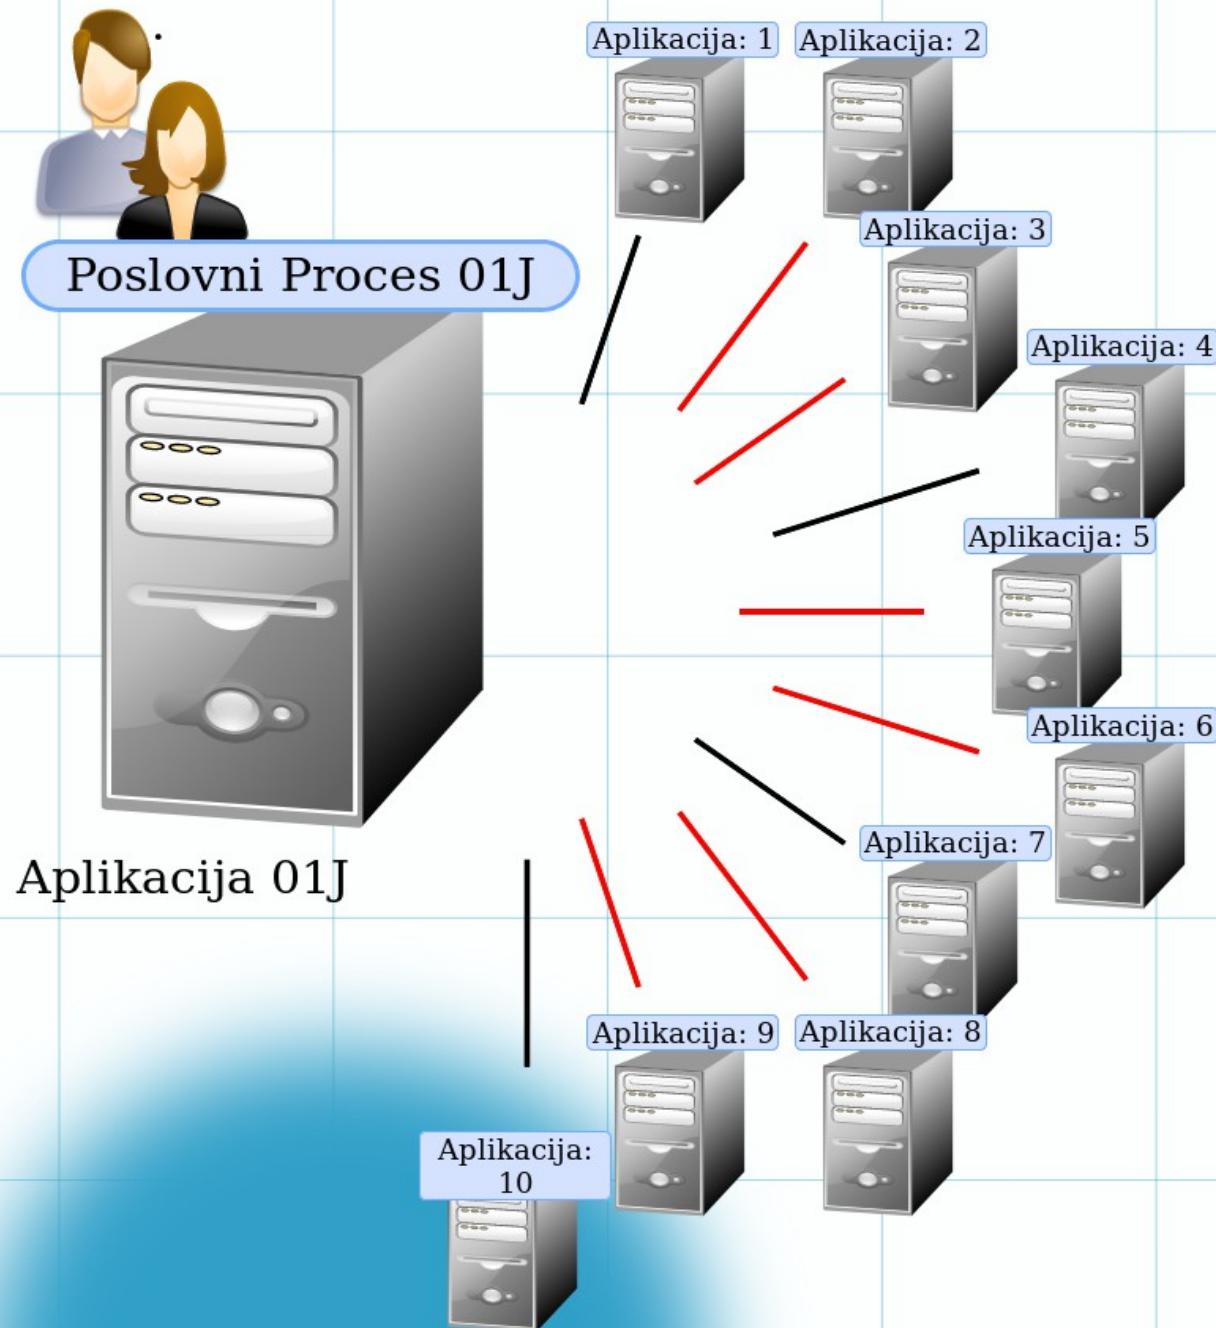 Aplikacija: 1
Aplikacija: 2
Aplikacija: 3
Poslovni Proces 01J
Aplikacija: 4
Aplikacija: 5
Aplikacija: 6
Aplikacija: 7
Aplikacija 01J
Aplikacija: 9
Aplikacija: 8
Aplikacija:
10